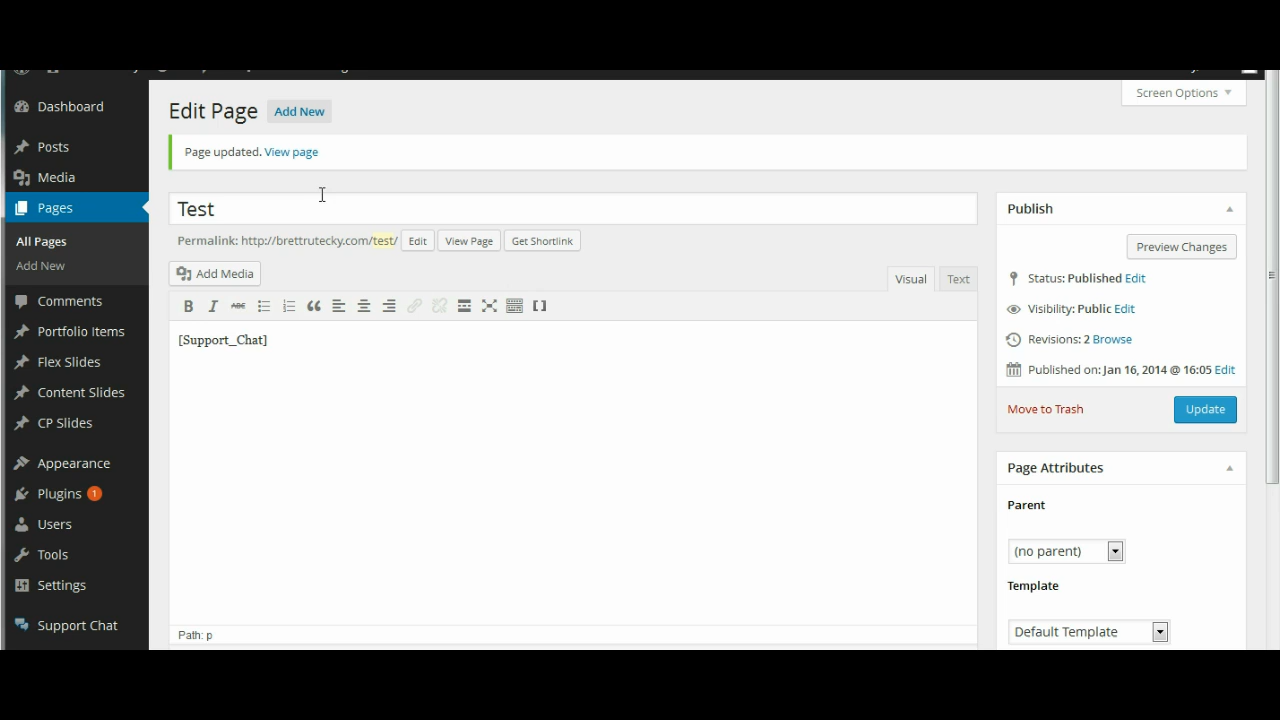 Dashboard
Posts
Media
Pages
All Pages
Add New
Comments
Portfolio Items
Flex Slides
Content Slides
CP Slides
Appearance
Plugins 1
Users
Tools
Settings
Support Chat
Screen Options
Edit Page Add New
Page updated. View page
Test
Permalink: http://brettrutecky.com/test/ Edit View Page Get Shortlink
Add Media
Visual Text
B I ABC
[Support_Chat]
Path: p
Publish
Preview Changes
Status: Published Edit
Visibility: Public Edit
Revisions: 2 Browse
Published on: Jan 16, 2014 @ 16:05 Edit
Move to Trash Update
Page Attributes
Parent
(no parent)
Template
Default Template